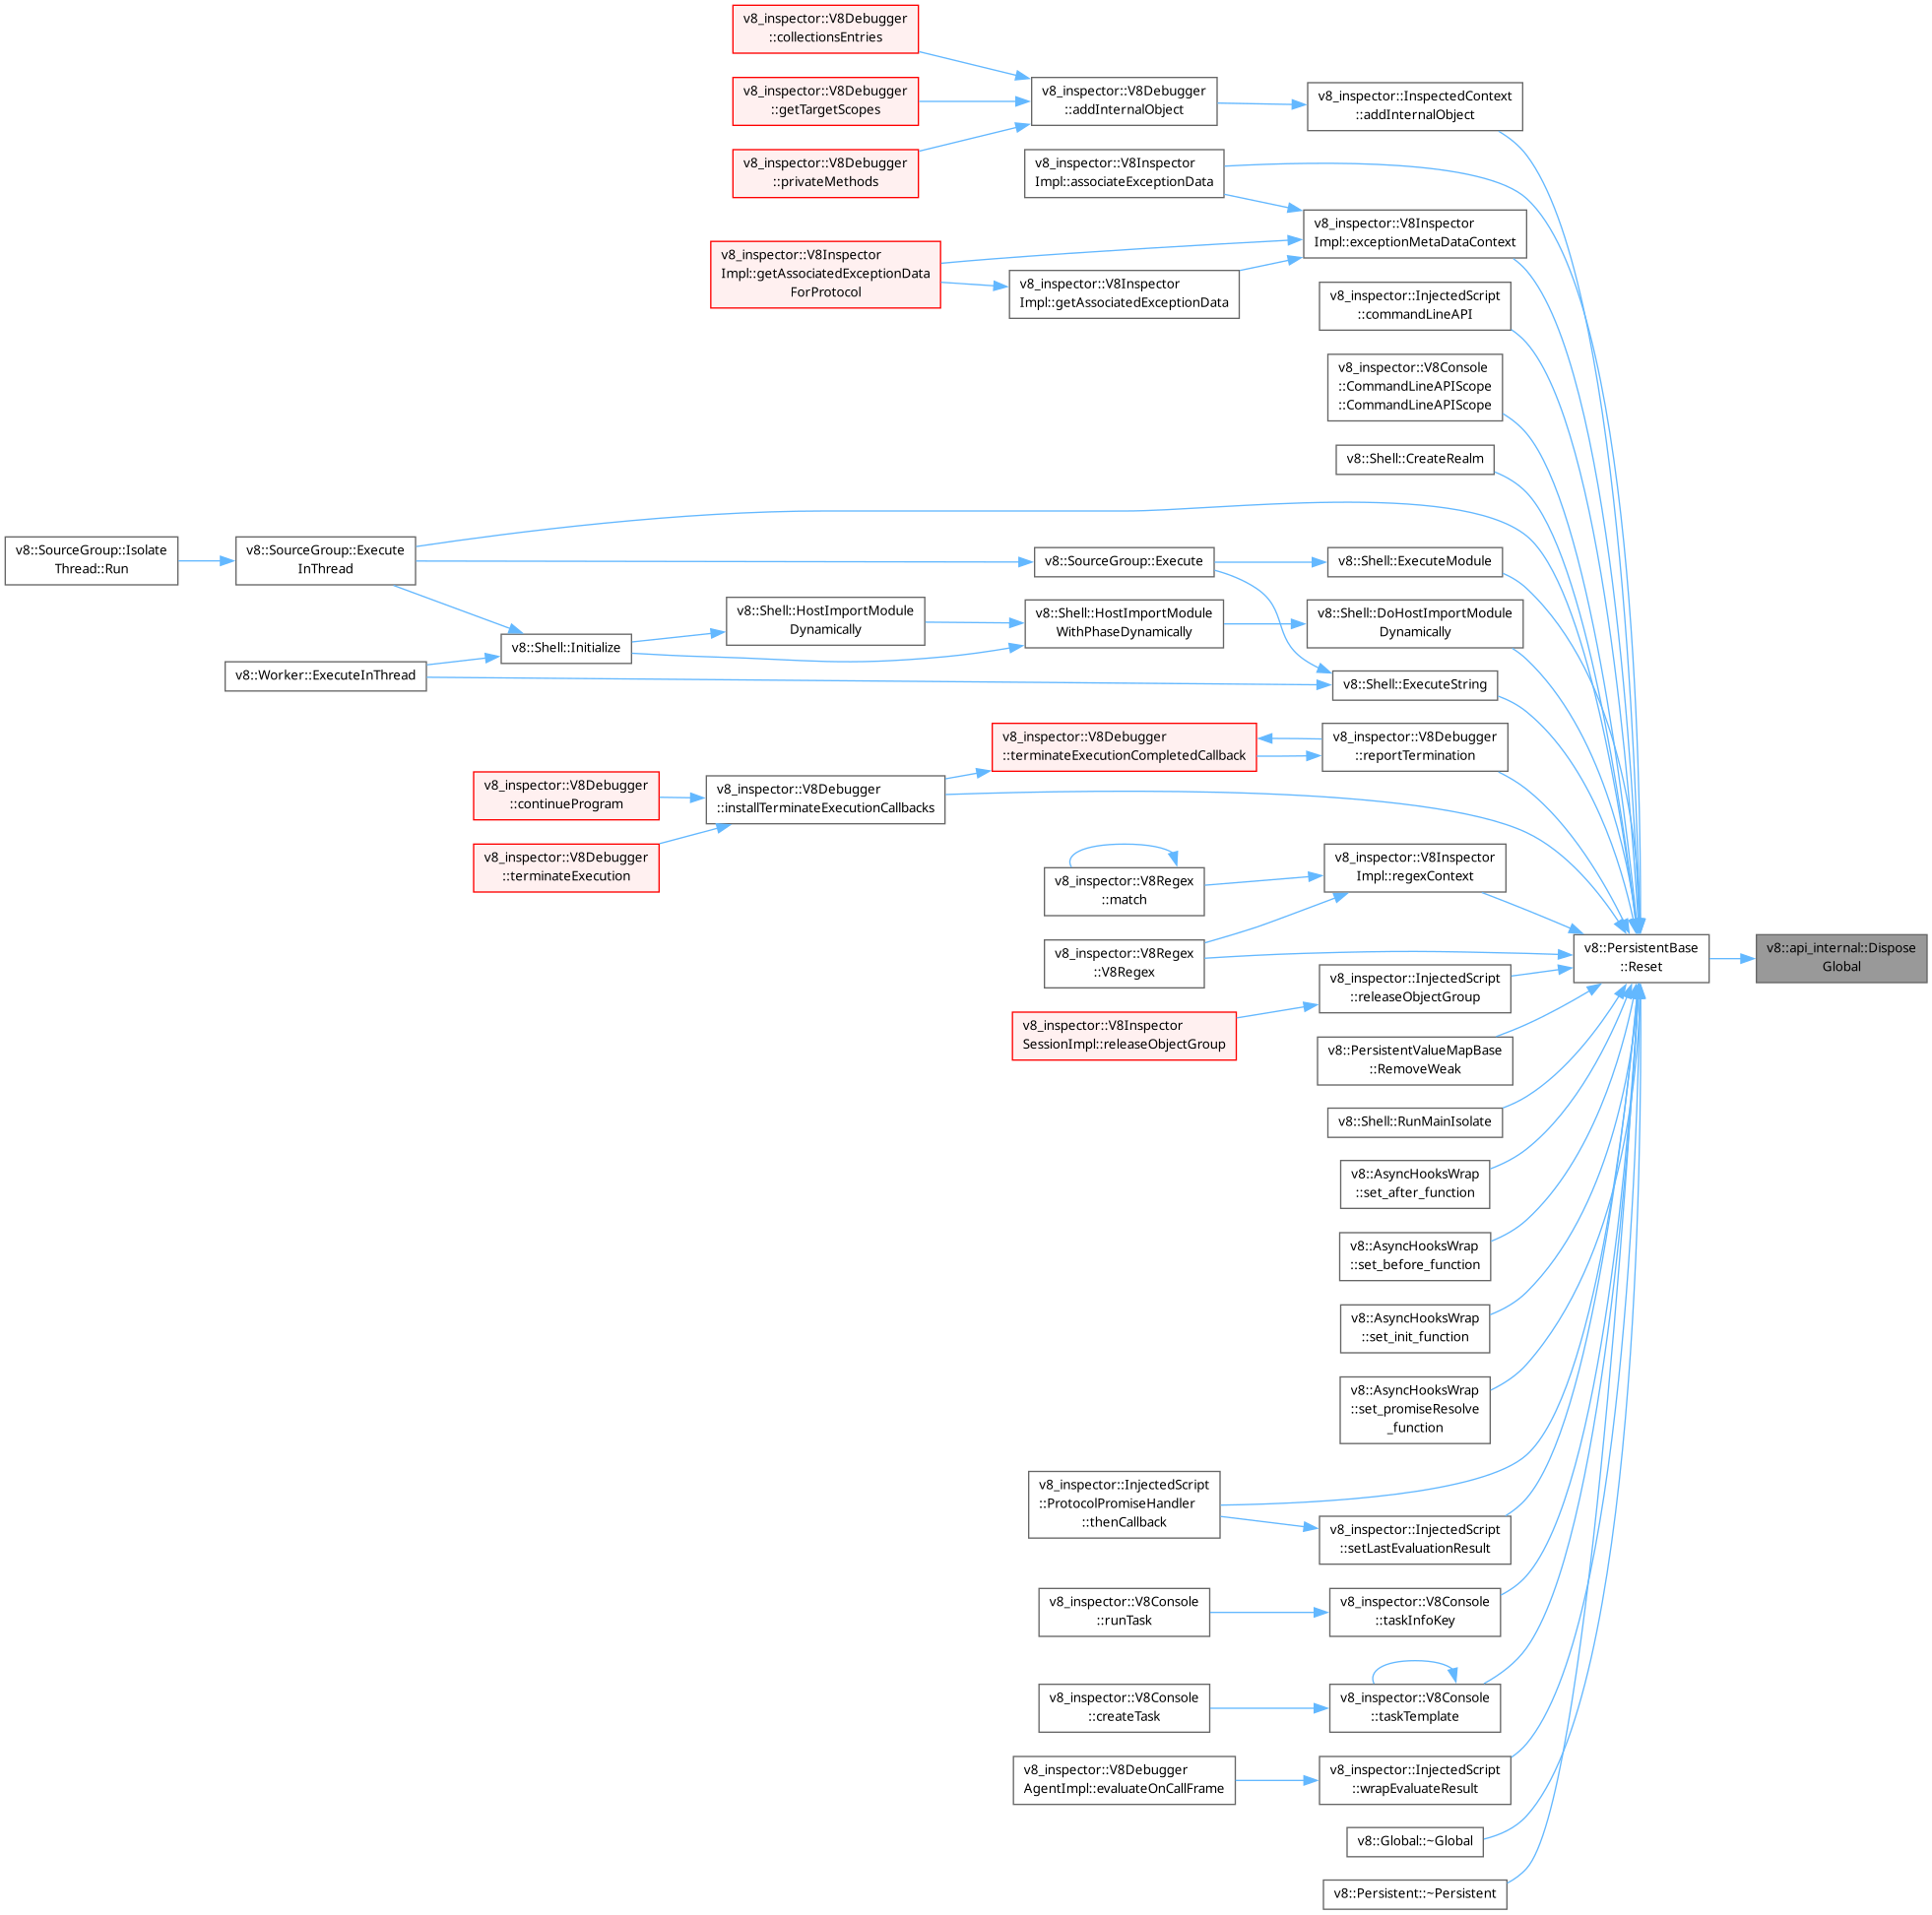 v8_inspector::V8Debugger
::collectionsEntries
v8_inspector::V8Debugger
::getTargetScopes
v8_inspector::V8Debugger
::privateMethods
v8_inspector::V8Debugger
::addInternalObject
v8_inspector::InspectedContext
::addInternalObject
v8_inspector::V8Inspector
Impl::associateExceptionData
v8_inspector::V8Inspector
Impl::exceptionMetaDataContext
v8_inspector::V8Inspector
Impl::getAssociatedExceptionData
ForProtocol
v8_inspector::V8Inspector
Impl::getAssociatedExceptionData
v8_inspector::InjectedScript
::commandLineAPI
v8_inspector::V8Console
::CommandLineAPIScope
::CommandLineAPIScope
v8::Shell::CreateRealm
v8::SourceGroup::Isolate
Thread::Run
v8::SourceGroup::Execute
InThread
v8::SourceGroup::Execute
v8::Shell::ExecuteModule
v8::Shell::HostImportModule
Dynamically
v8::Shell::HostImportModule
WithPhaseDynamically
v8::Shell::DoHostImportModule
Dynamically
v8::Shell::Initialize
v8::Worker::ExecuteInThread
v8::Shell::ExecuteString
v8_inspector::V8Debugger
::terminateExecutionCompletedCallback
v8_inspector::V8Debugger
::reportTermination
v8_inspector::V8Debugger
::continueProgram
v8_inspector::V8Debugger
::installTerminateExecutionCallbacks
v8_inspector::V8Debugger
::terminateExecution
v8_inspector::V8Regex
::match
v8_inspector::V8Inspector
Impl::regexContext
v8_inspector::V8Regex
::V8Regex
v8::PersistentBase
::Reset
v8::api_internal::Dispose
Global
v8_inspector::InjectedScript
::releaseObjectGroup
v8_inspector::V8Inspector
SessionImpl::releaseObjectGroup
v8::PersistentValueMapBase
::RemoveWeak
v8::Shell::RunMainIsolate
v8::AsyncHooksWrap
::set_after_function
v8::AsyncHooksWrap
::set_before_function
v8::AsyncHooksWrap
::set_init_function
v8::AsyncHooksWrap
::set_promiseResolve
_function
v8_inspector::InjectedScript
::ProtocolPromiseHandler
::thenCallback
v8_inspector::InjectedScript
::setLastEvaluationResult
v8_inspector::V8Console
::runTask
v8_inspector::V8Console
::taskInfoKey
v8_inspector::V8Console
::createTask
v8_inspector::V8Console
::taskTemplate
v8_inspector::V8Debugger
AgentImpl::evaluateOnCallFrame
v8_inspector::InjectedScript
::wrapEvaluateResult
v8::Global::~Global
v8::Persistent::~Persistent